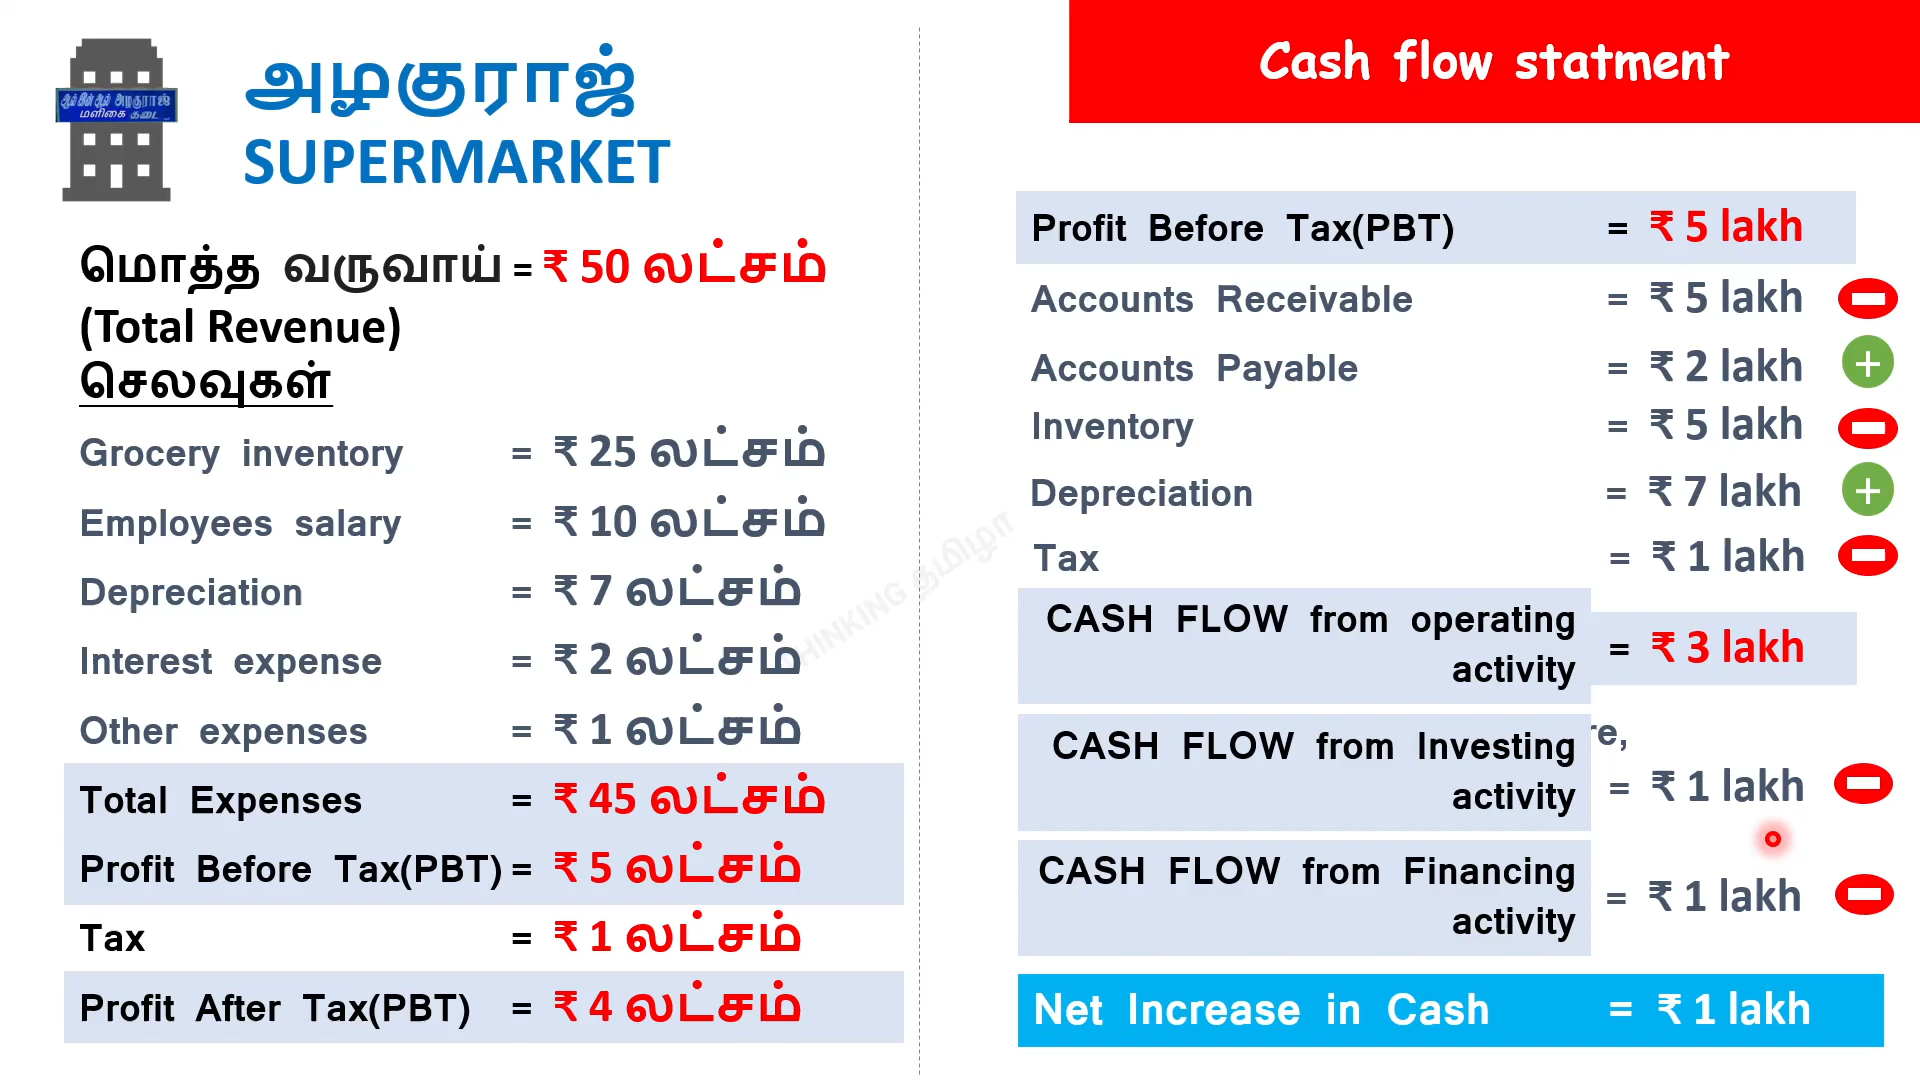 அழகுராஜ்
SUPERMARKET
அழகுராஜ்
மளிகை கடை
மொத்த வருவாய் = ₹ 50 லட்சம்
(Total Revenue)
செலவுகள்
Grocery inventory = ₹ 25 லட்சம்
Employees salary = ₹ 10 லட்சம்
Depreciation = ₹ 7 லட்சம்
Interest expense = ₹ 2 லட்சம்
Other expenses = ₹ 1 லட்சம்
Total Expenses = ₹ 45 லட்சம்
Profit Before Tax(PBT) = ₹ 5 லட்சம்
Tax = ₹ 1 லட்சம்
Profit After Tax(PBT) = ₹ 4 லட்சம்
HINKING தமிழா
Cash flow statment
Profit Before Tax(PBT) = ₹ 5 lakh
Accounts Receivable = ₹ 5 lakh
Accounts Payable = ₹ 2 lakh
Inventory = ₹ 5 lakh
Depreciation = ₹ 7 lakh
Tax = ₹ 1 lakh
CASH FLOW from operating
activity = ₹ 3 lakh
CASH FLOW from Investing
activity = ₹ 1 lakh
CASH FLOW from Financing
activity = ₹ 1 lakh
Net Increase in Cash = ₹ 1 lakh